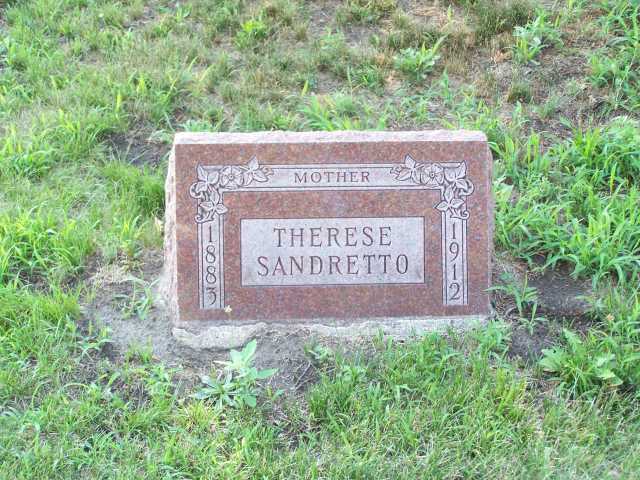 MOTHER
1883
THERESE
SANDRETTO
1912